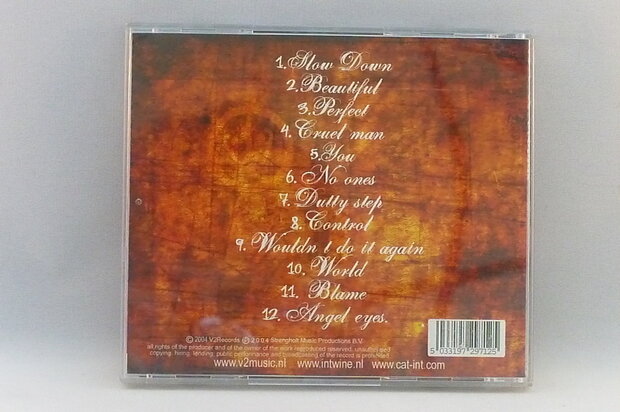 1. Slow Down
2. Beautiful
3. Perfect
4. Cruel man
5. You
6. No ones
7. Dutty step
8. Control
9. Wouldn t do it again
10. World
11. Blame
12. Angel eyes.
℗ 2004 V2Records © 2004 Strengholt Music Productions B.V.
all rights of the producer and of the owner of the work reproduced reserved. unauthorised
copying, hiring, lending, public performance and broadcasting of the record is prohibited
www.v2music.nl www.intwine.nl www.cat-int.com
5 033197 297125